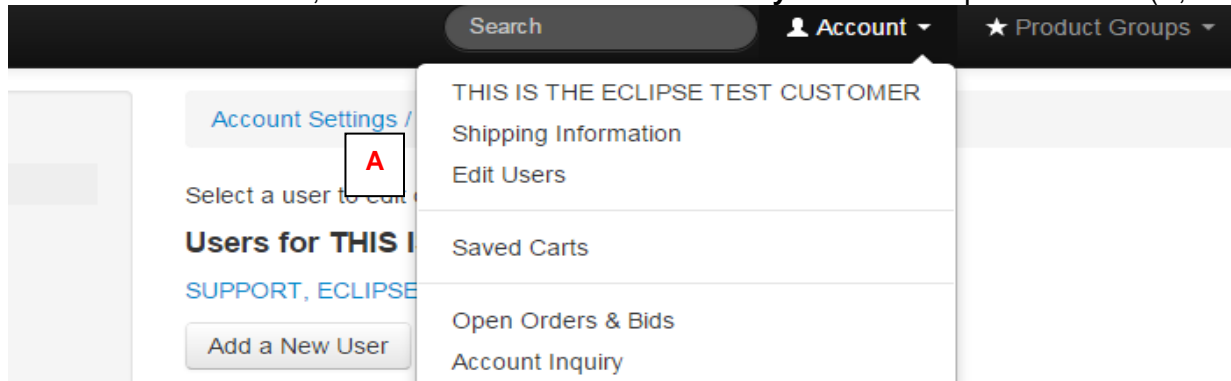 Search Account Product Groups
THIS IS THE ECLIPSE TEST CUSTOMER
Account Settings / Shipping Information
A
Edit Users
Select a user to edit
Users for THIS I
Saved Carts
SUPPORT, ECLIPSE
Open Orders & Bids
Add a New User
Account Inquiry